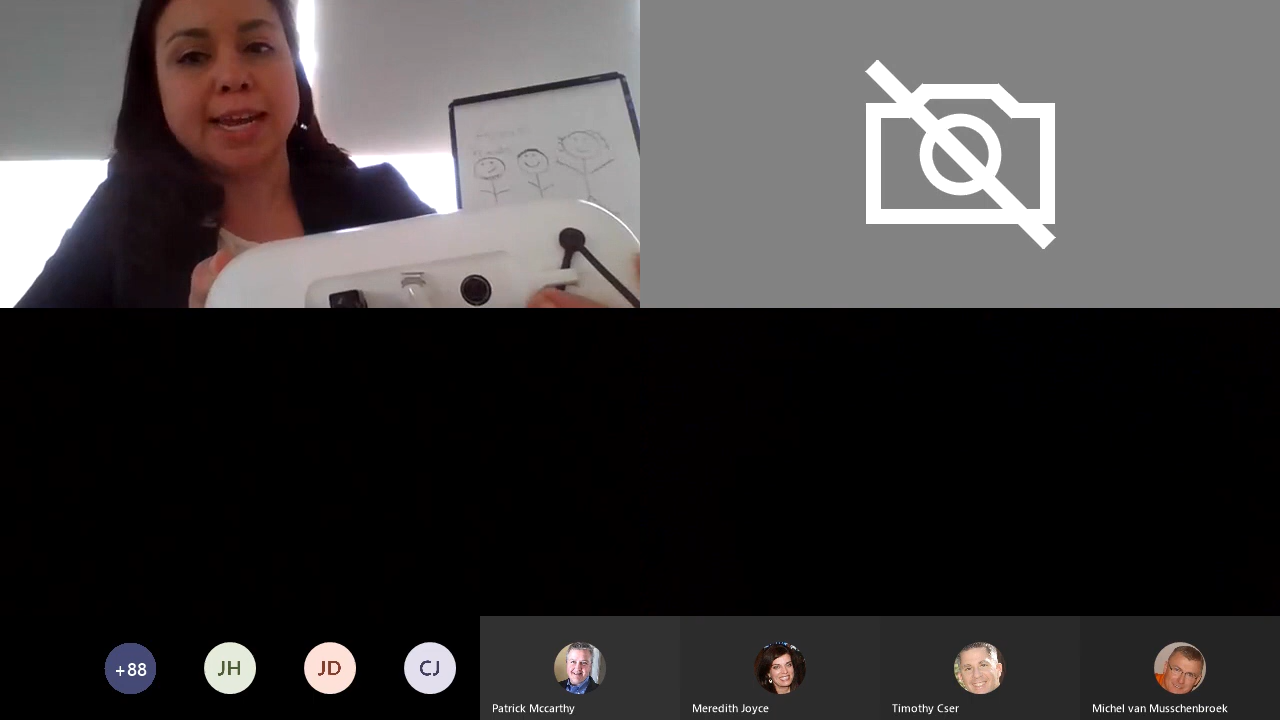 +88
JH
JD
CJ
Patrick Mccarthy
Meredith Joyce
Timothy Cser
Michel van Musschenbroek